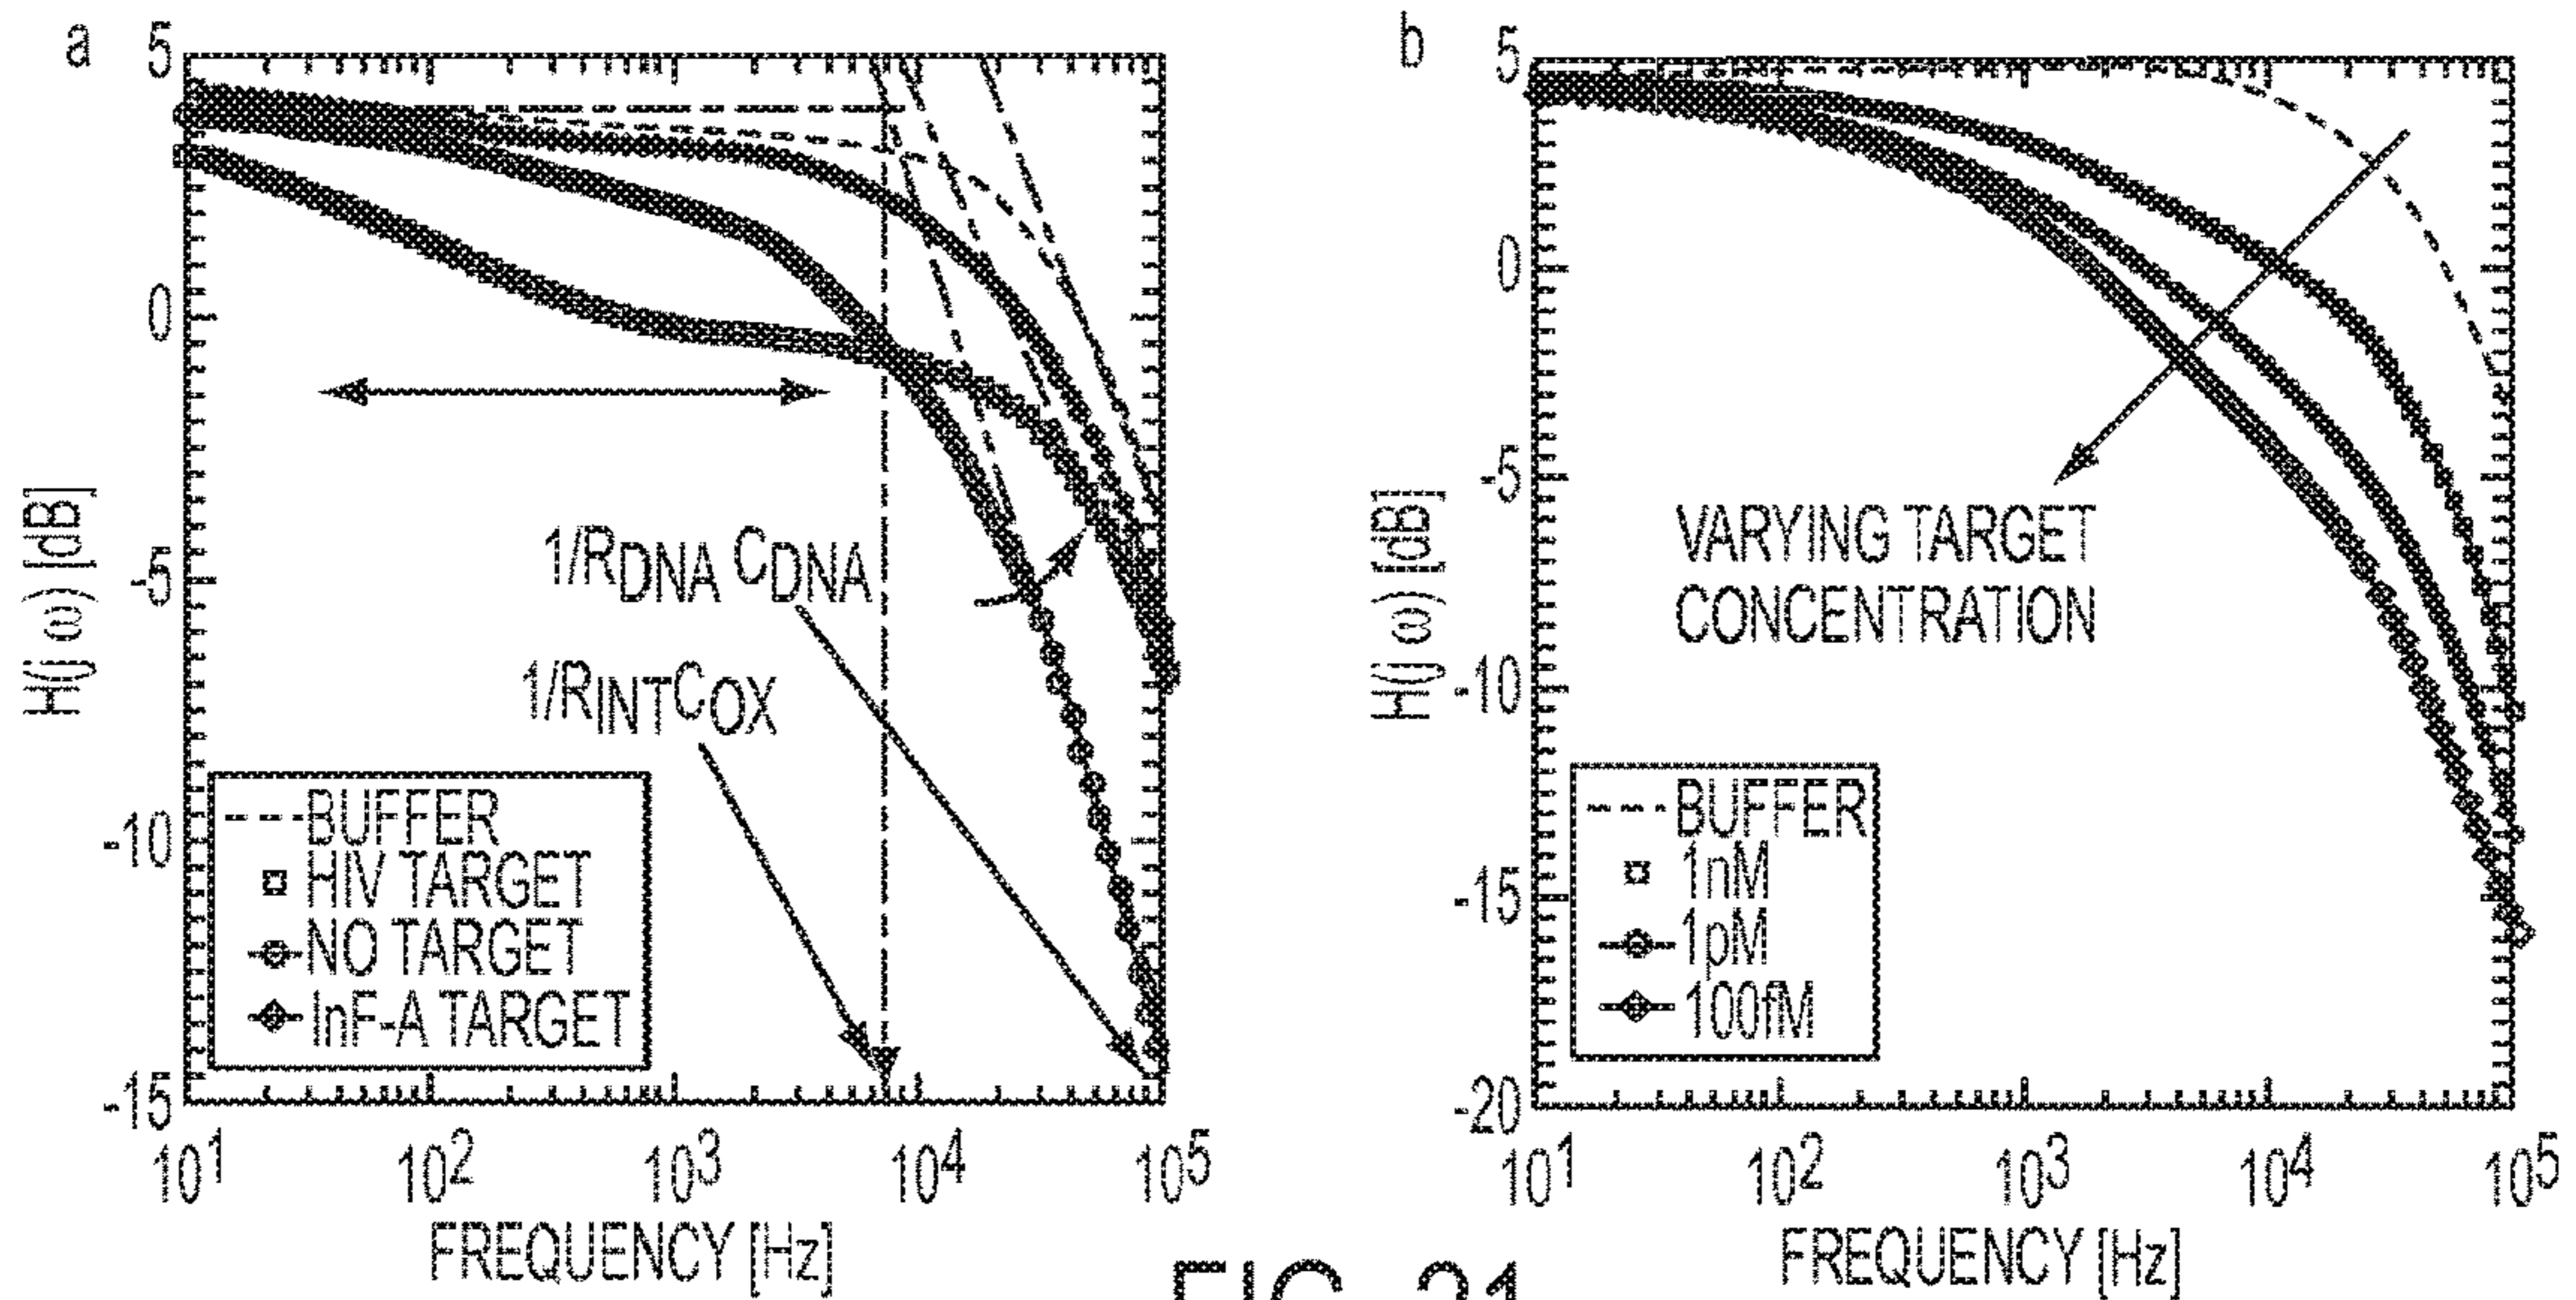 a
5
0
-5
-10
-15
H(j ω) [dB]
1/RDNA CDNA
1/RINTCOX
BUFFER
HIV TARGET
NO TARGET
InF-A TARGET
10¹
10²
10³
10⁴
10⁵
FREQUENCY [Hz]
b
5
0
-5
-10
-15
-20
H(j ω) [dB]
VARYING TARGET
CONCENTRATION
BUFFER
1nM
1pM
100fM
10¹
10²
10³
10⁴
10⁵
FREQUENCY [Hz]
FIG. 21